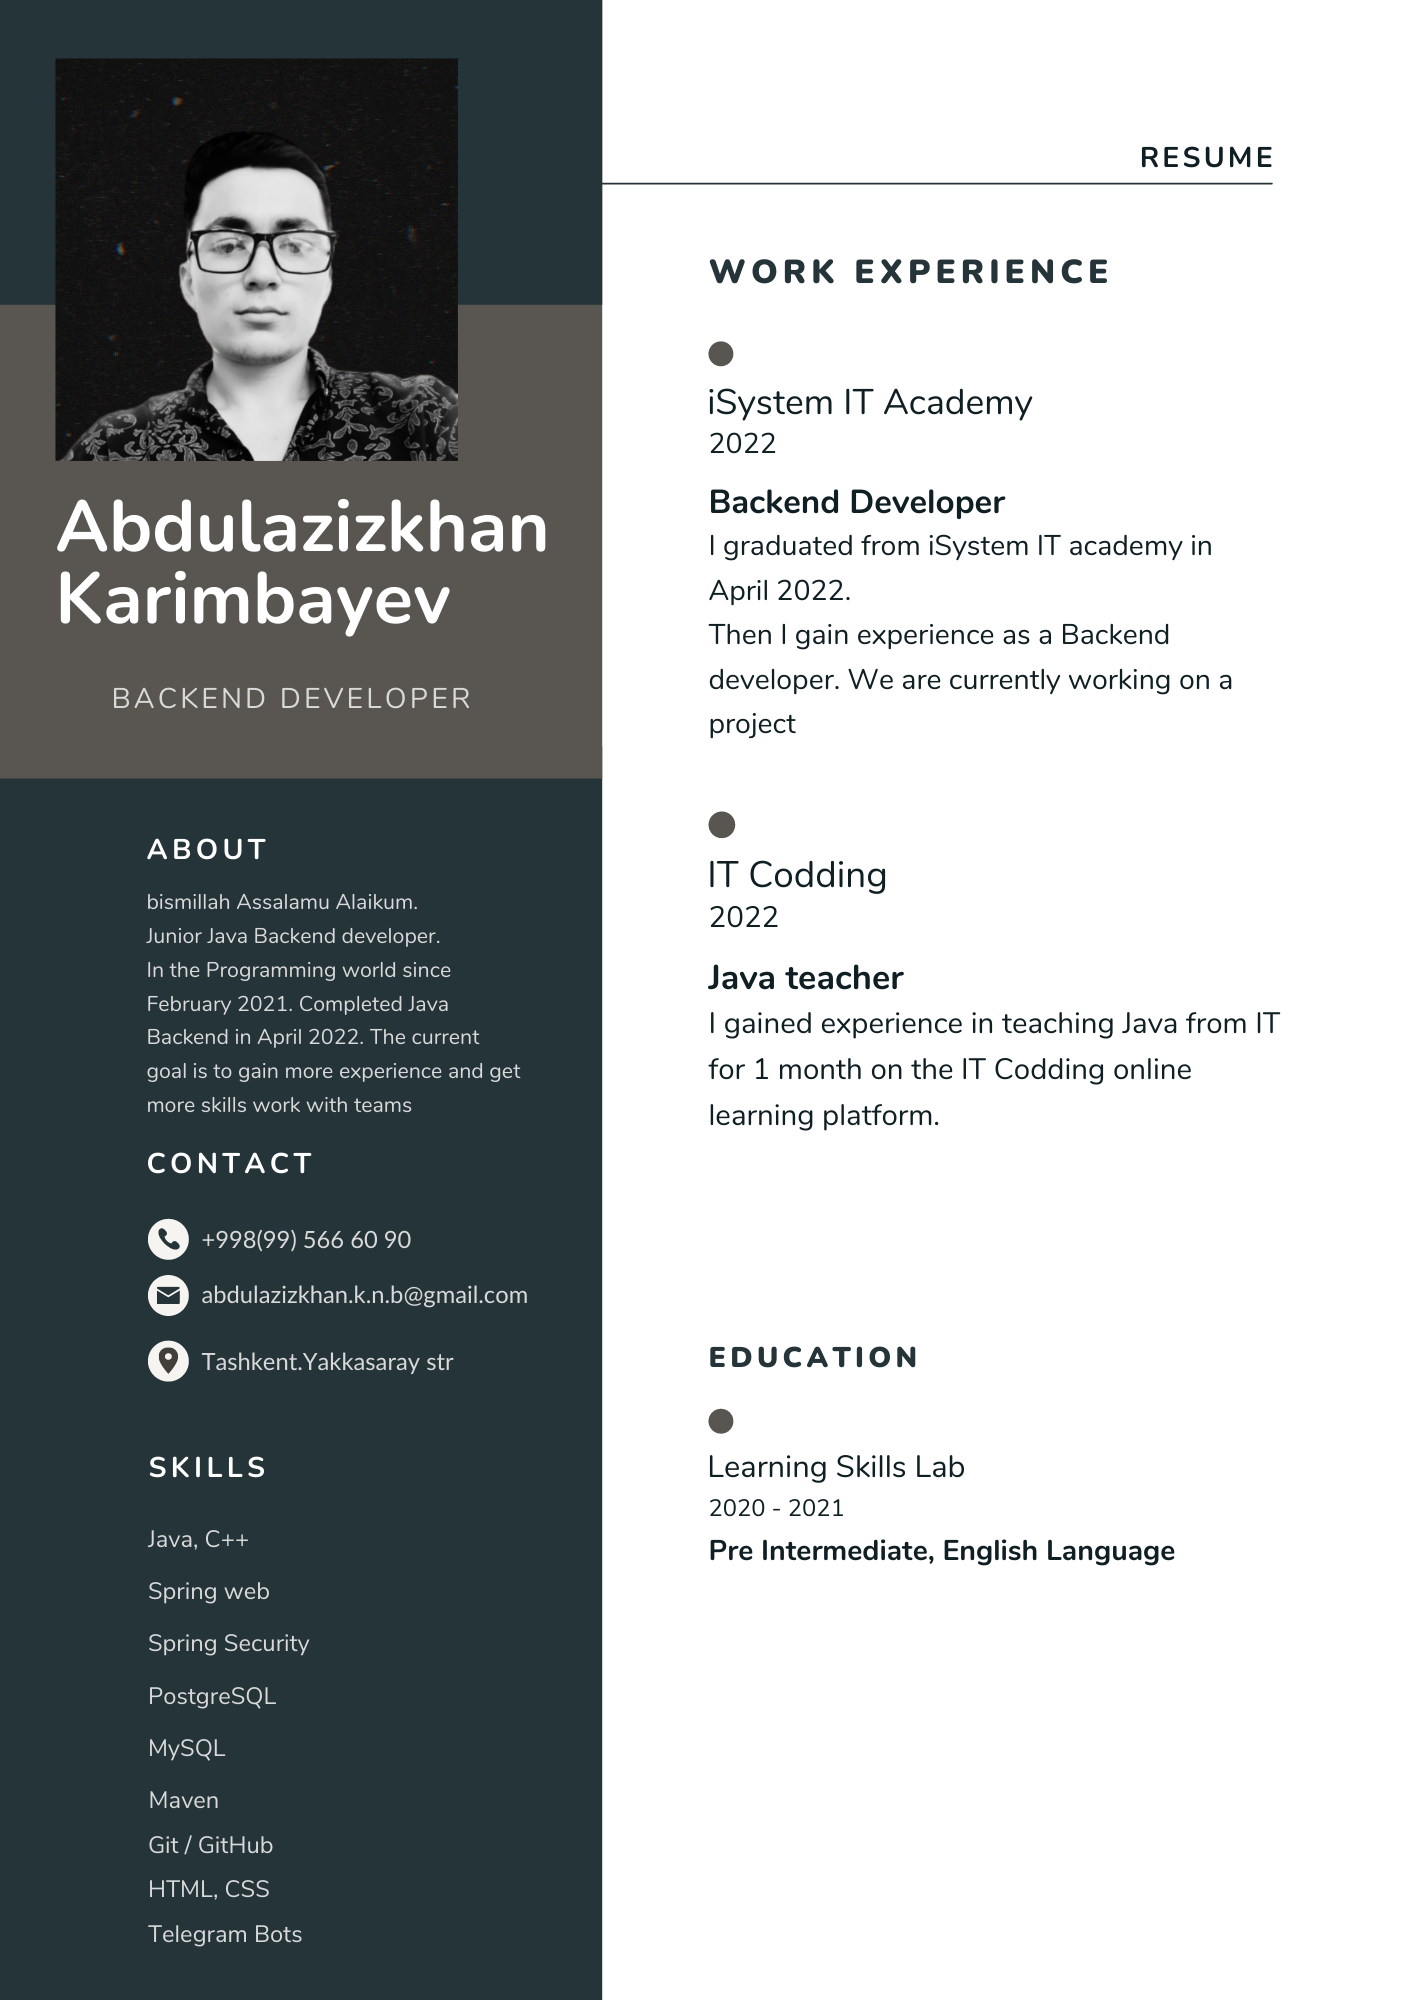 Abdulazizkhan
Karimbayev
BACKEND DEVELOPER
ABOUT
bismillah Assalamu Alaikum.
Junior Java Backend developer.
In the Programming world since
February 2021. Completed Java
Backend in April 2022. The current
goal is to gain more experience and get
more skills work with teams
CONTACT
+998(99) 566 60 90
abdulazizkhan.k.n.b@gmail.com
Tashkent.Yakkasaray str
SKILLS
Java, C++
Spring web
Spring Security
PostgreSQL
MySQL
Maven
Git / GitHub
HTML, CSS
Telegram Bots
RESUME
WORK EXPERIENCE
iSystem IT Academy
2022
Backend Developer
I graduated from iSystem IT academy in
April 2022.
Then I gain experience as a Backend
developer. We are currently working on a
project
IT Codding
2022
Java teacher
I gained experience in teaching Java from IT
for 1 month on the IT Codding online
learning platform.
EDUCATION
Learning Skills Lab
2020 - 2021
Pre Intermediate, English Language